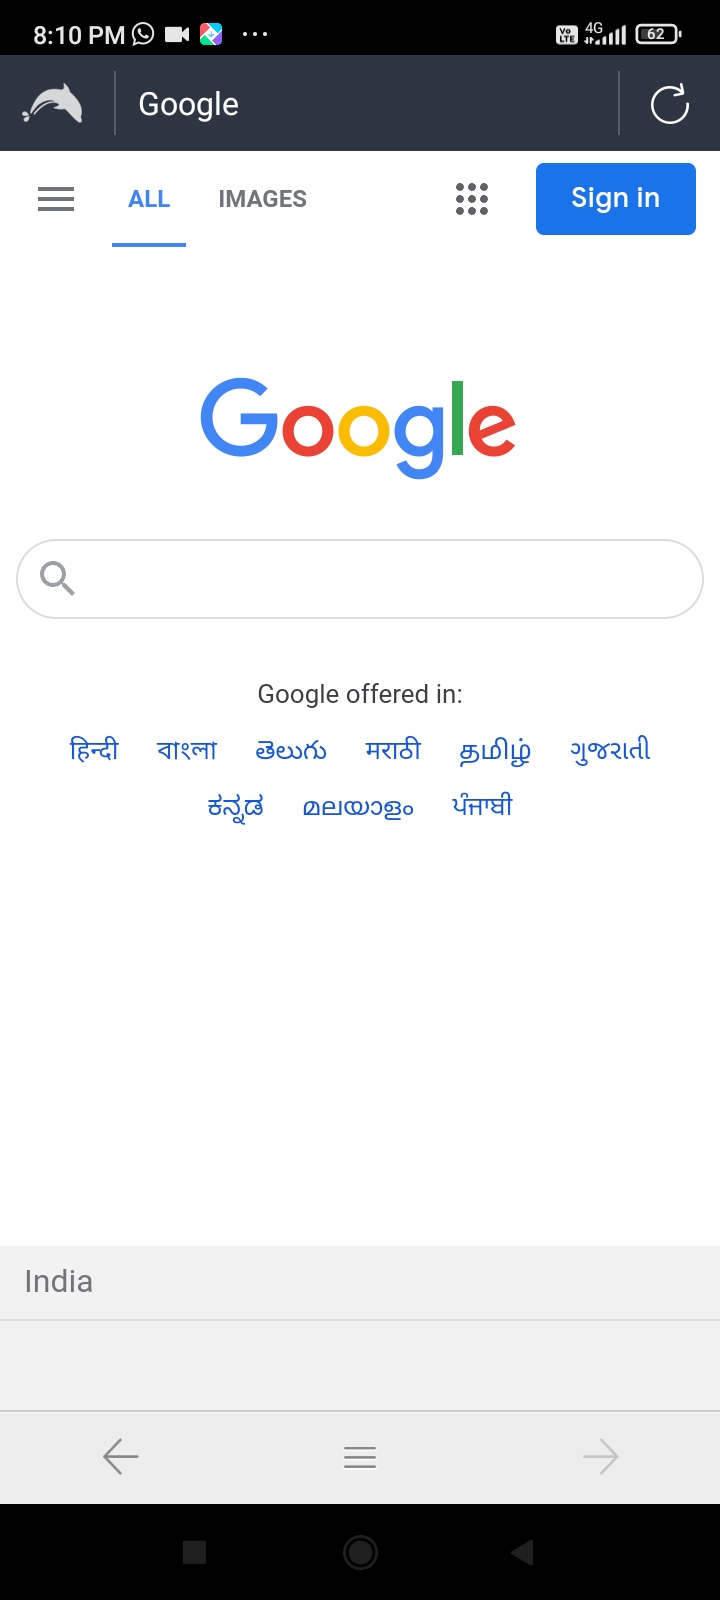 8:10 PM 4G 62
Vo LTE
Google
ALL IMAGES Sign in
Google
Google offered in:
हिन्दी বাংলা తెలుగు मराठी தமிழ் ગુજરાતી
ಕನ್ನಡ മലയാളം ਪੰਜਾਬੀ
India